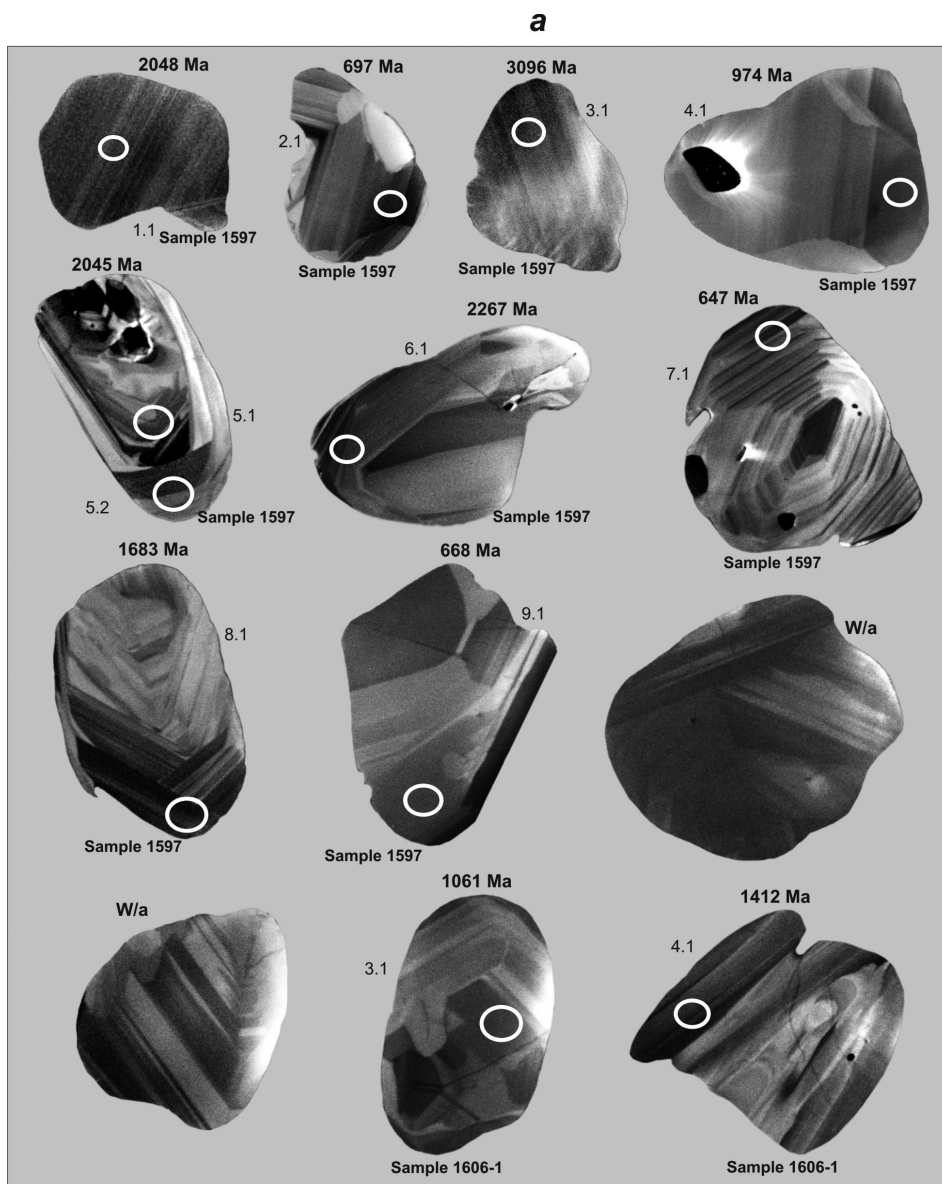 a
2048 Ma
697 Ma
3096 Ma
974 Ma
2.1
3.1
4.1
1.1
Sample 1597
Sample 1597
Sample 1597
Sample 1597
2045 Ma
2267 Ma
647 Ma
6.1
7.1
5.1
5.2
Sample 1597
Sample 1597
Sample 1597
1683 Ma
668 Ma
8.1
9.1
W/a
Sample 1597
Sample 1597
W/a
1061 Ma
1412 Ma
3.1
4.1
Sample 1606-1
Sample 1606-1